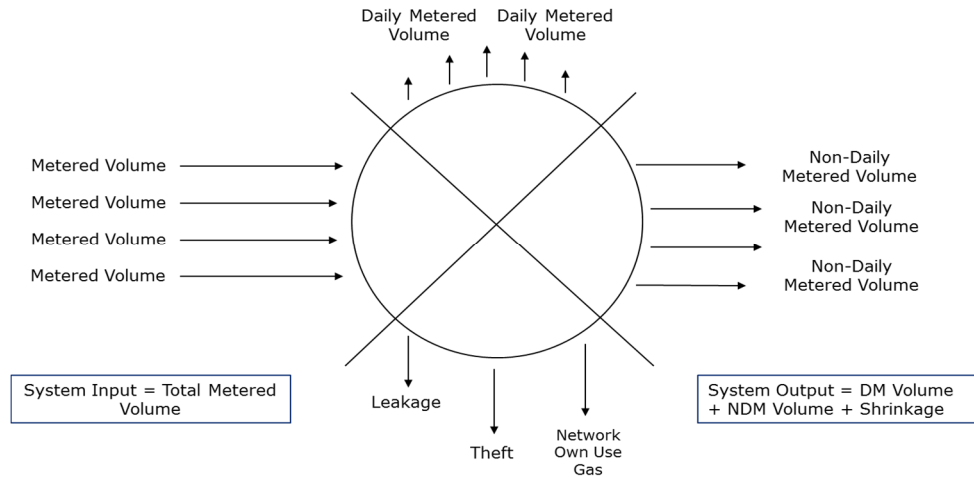 Daily Metered
Volume
Daily Metered
Volume
Metered Volume
Metered Volume
Metered Volume
Metered Volume
Non-Daily
Metered Volume
Non-Daily
Metered Volume
Non-Daily
Metered Volume
System Input = Total Metered
Volume
Leakage
Theft
Network
Own Use
Gas
System Output = DM Volume
+ NDM Volume + Shrinkage